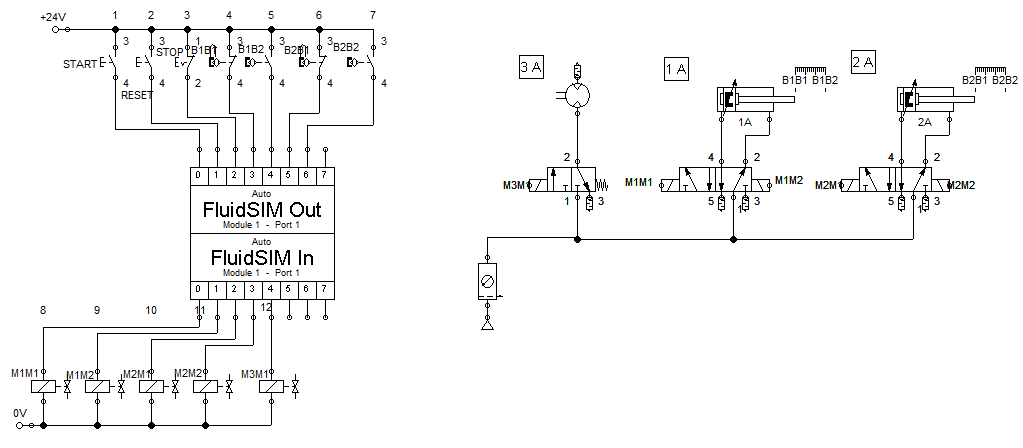 +24V 1 2 3 4 5 6 7
3 3 1 3 3 3 3
START STOP B1B1 B1B2 B2B1 B2B2
4 4 2 4 4 4 4
RESET
0 1 2 3 4 5 6 7
Auto
FluidSIM Out
Module 1 - Port 1
Auto
FluidSIM In
Module 1 - Port 1
0 1 2 3 4 5 6 7
8 9 10 11 12
M1M1 M1M2 M2M1 M2M2 M3M1
0V
3 A 1 A 2 A
B1B1 B1B2 B2B1 B2B2
1A 2A
2 4 2 4 2
M3M M1M1 M1M2 M2M M2M2
1 3 5 1 3 5 1 3